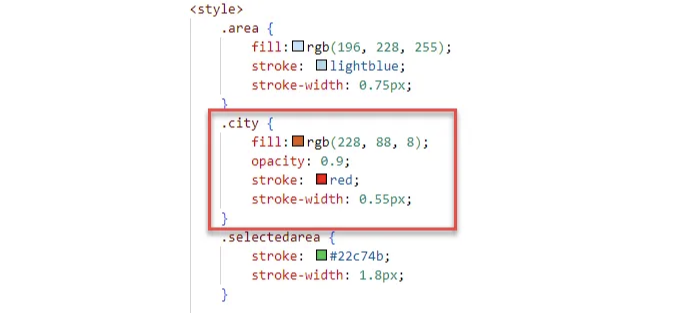 <style>
.area {
fill:rgb(196, 228, 255);
stroke: lightblue;
stroke-width: 0.75px;
}
.city {
fill:rgb(228, 88, 8);
opacity: 0.9;
stroke: red;
stroke-width: 0.55px;
}
.selectedarea {
stroke: #22c74b;
stroke-width: 1.8px;
}